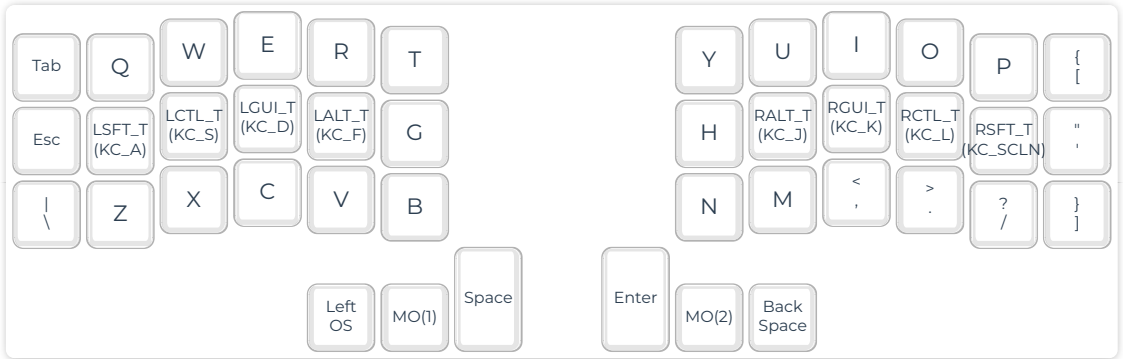 Tab
Q
W
E
R
T
Y
U
I
O
P
{
[
Esc
LSFT_T
(KC_A)
LCTL_T
(KC_S)
LGUI_T
(KC_D)
LALT_T
(KC_F)
G
H
RALT_T
(KC_J)
RGUI_T
(KC_K)
RCTL_T
(KC_L)
RSFT_T
(KC_SCLN)
"
'
|
\
Z
X
C
V
B
N
M
<
,
>
.
?
/
}
]
Left
OS
MO(1)
Space
Enter
MO(2)
Back
Space